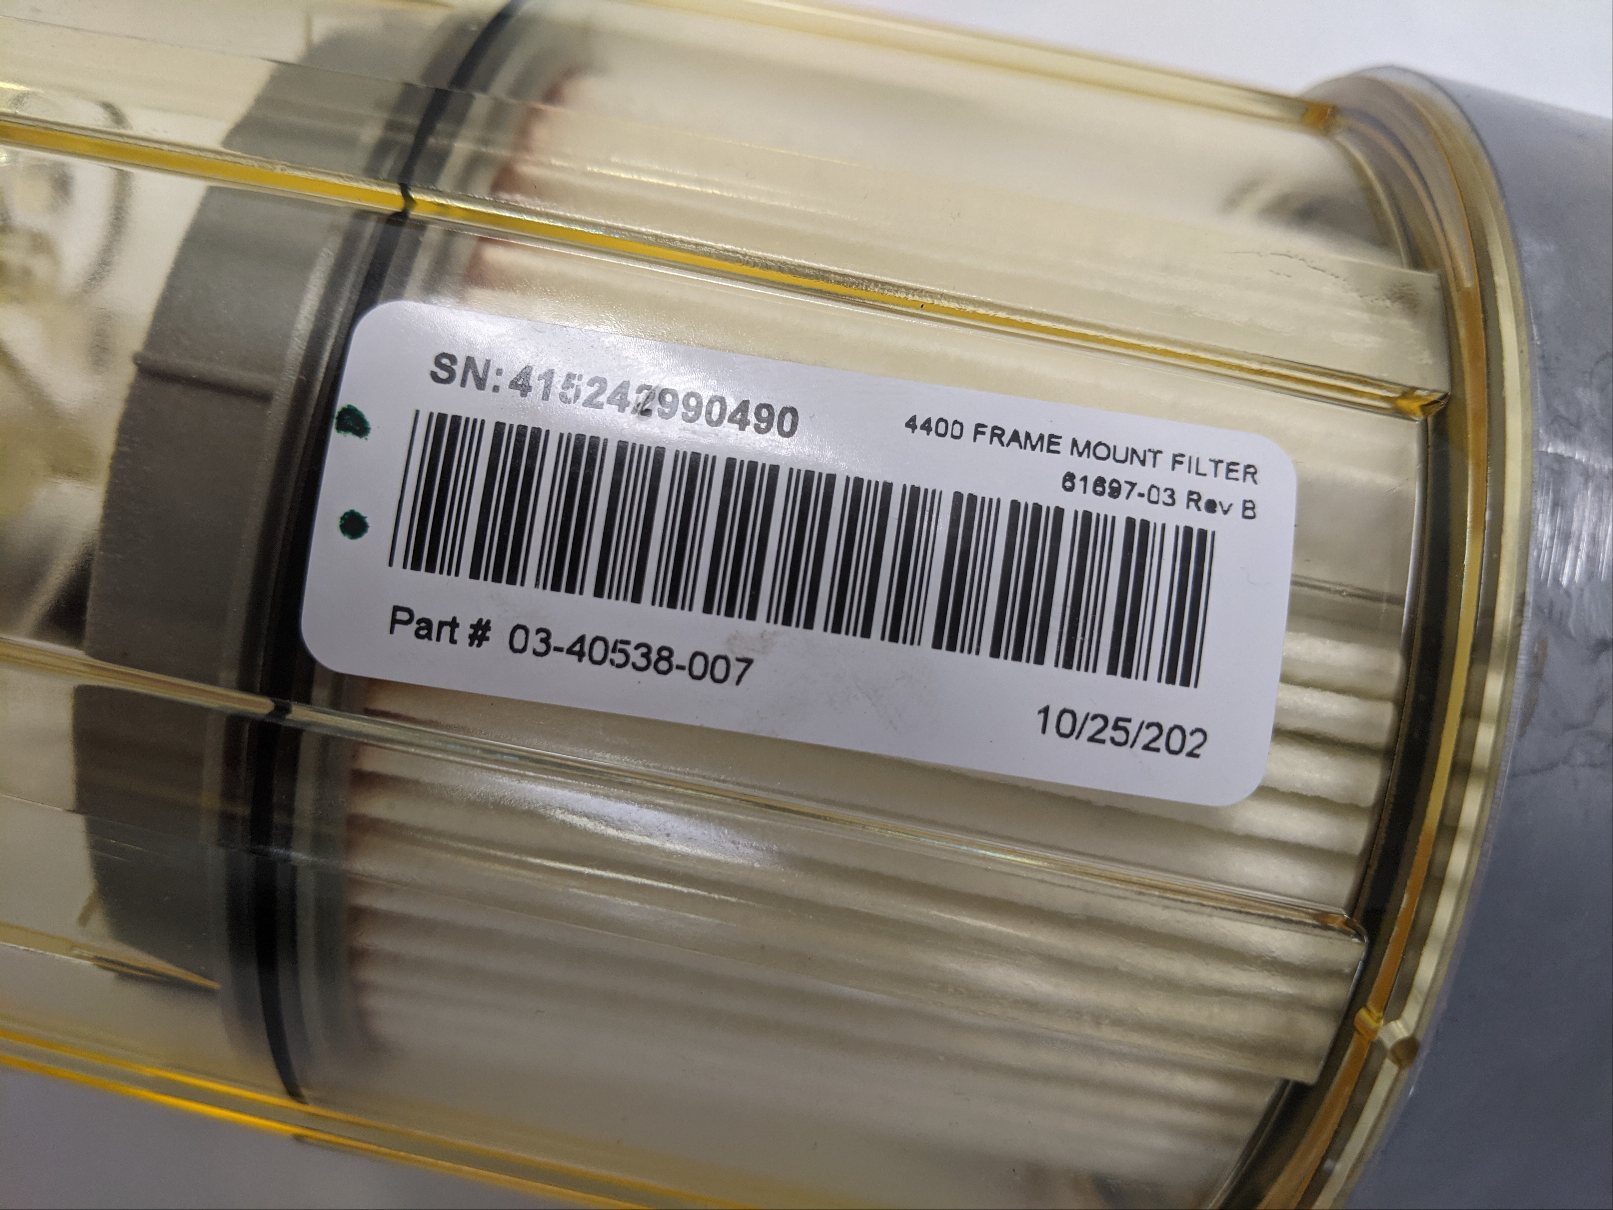 SN:415242990490
4400 FRAME MOUNT FILTER
61697-03 Rev B
Part # 03-40538-007
10/25/202